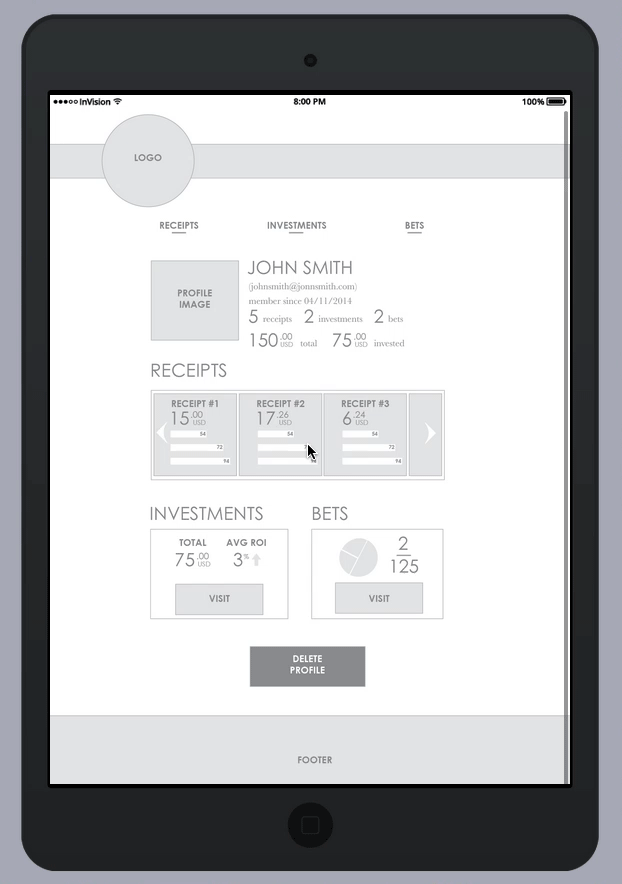 InVision 8:00 PM 100%
LOGO
RECEIPTS INVESTMENTS BETS
PROFILE
IMAGE
JOHN SMITH
(johnsmith@jonnsmith.com)
member since 04/11/2014
5 receipts 2 investments 2 bets
150.00 USD total 75.00 USD invested
RECEIPTS
RECEIPT #1 RECEIPT #2 RECEIPT #3
15.00 USD 17.26 USD 6.24 USD
54 54 54
72 72
94 94
INVESTMENTS BETS
TOTAL AVG ROI
75.00 USD 3%
2
125
VISIT VISIT
DELETE
PROFILE
FOOTER